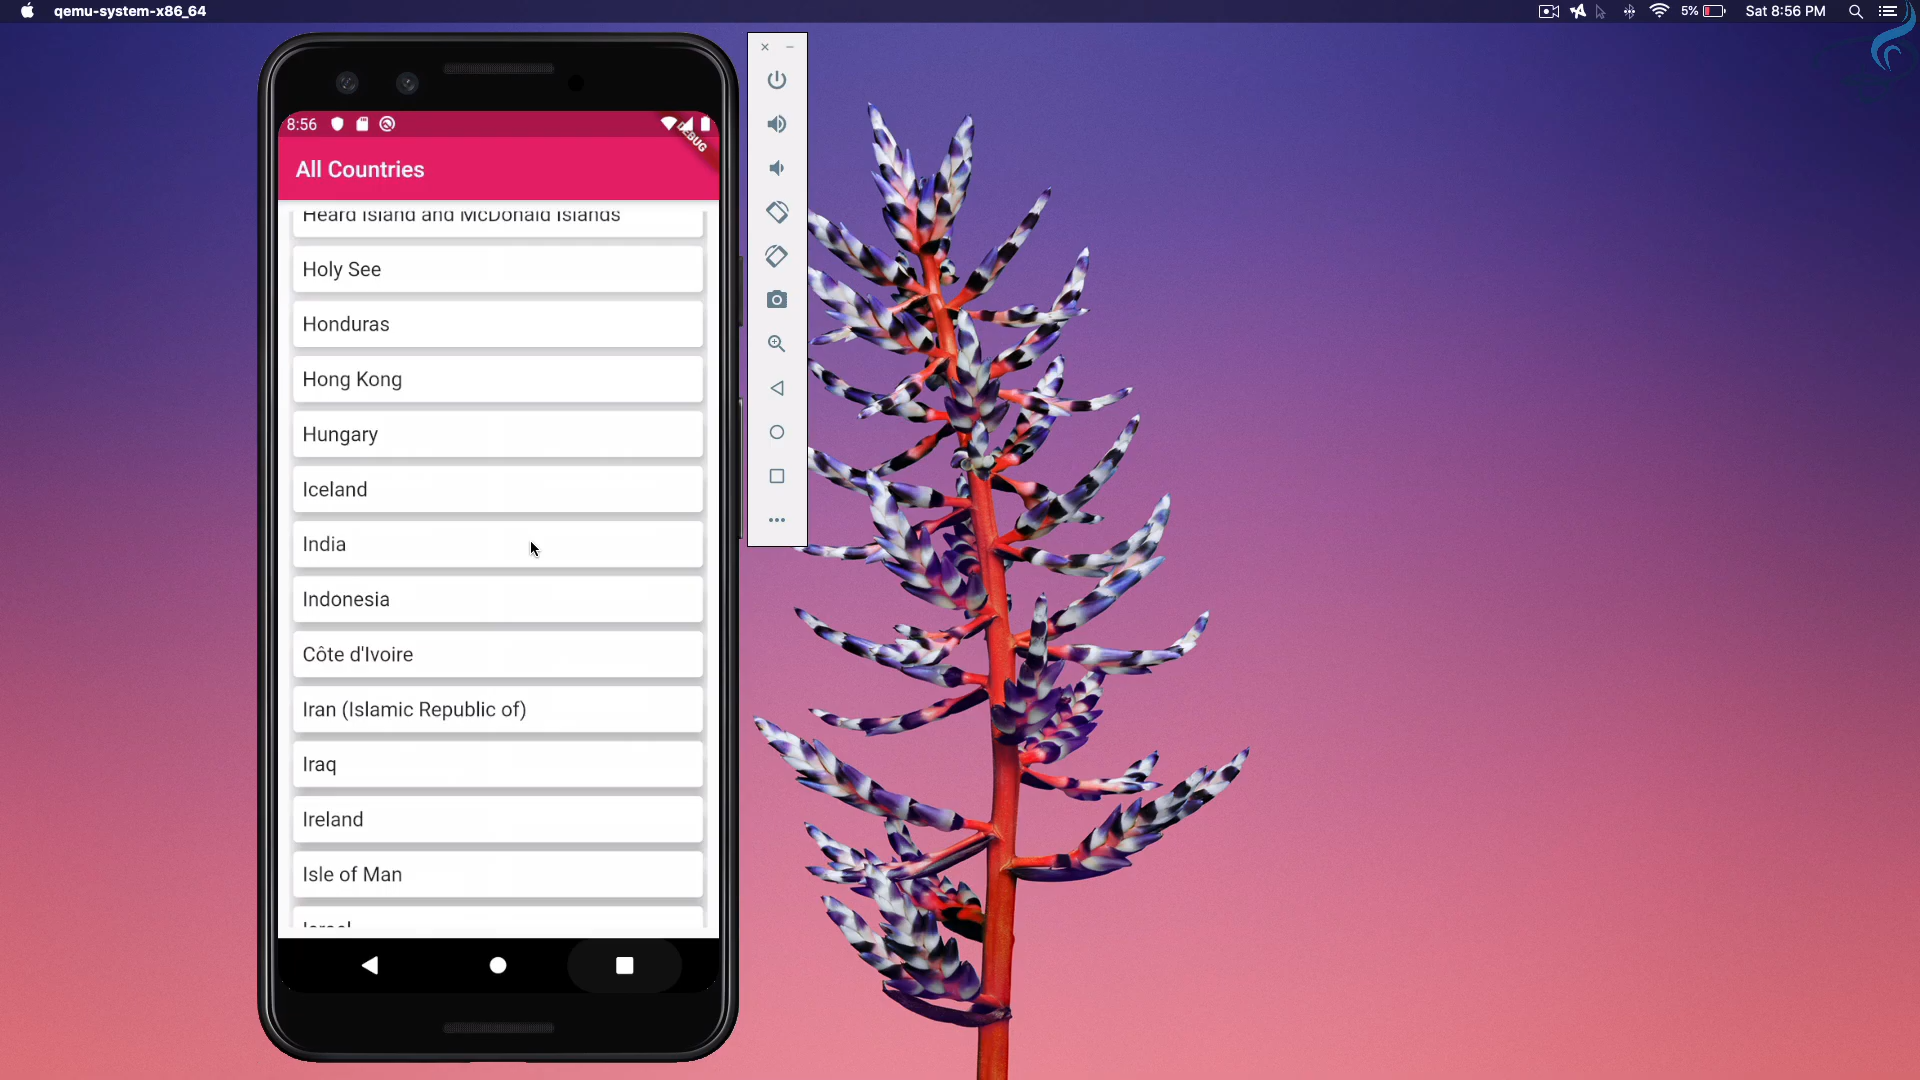 qemu-system-x86_64
5%
Sat 8:56 PM
8:56
DEBUG
All Countries
Heard Island and McDonald Islands
Holy See
Honduras
Hong Kong
Hungary
Iceland
India
Indonesia
Côte d'Ivoire
Iran (Islamic Republic of)
Iraq
Ireland
Isle of Man
Israel